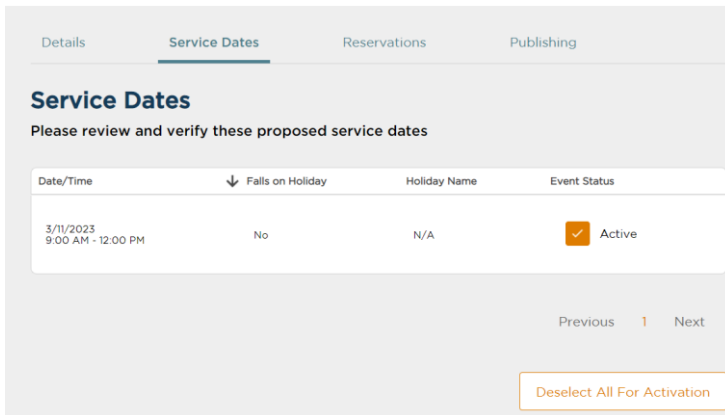 Details Service Dates Reservations Publishing
Service Dates
Please review and verify these proposed service dates
Date/Time Falls on Holiday Holiday Name Event Status
3/11/2023
9:00 AM - 12:00 PM No N/A Active
Previous 1 Next
Deselect All For Activation